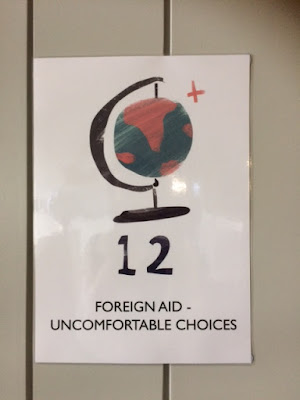 12
FOREIGN AID -
UNCOMFORTABLE CHOICES